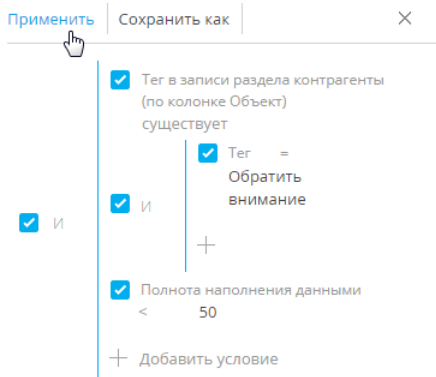 Применить Сохранить как
Тег в записи раздела контрагенты
(по колонке Объект)
существует
Тег =
Обратить
внимание
И
И
Полнота наполнения данными
< 50
Добавить условие